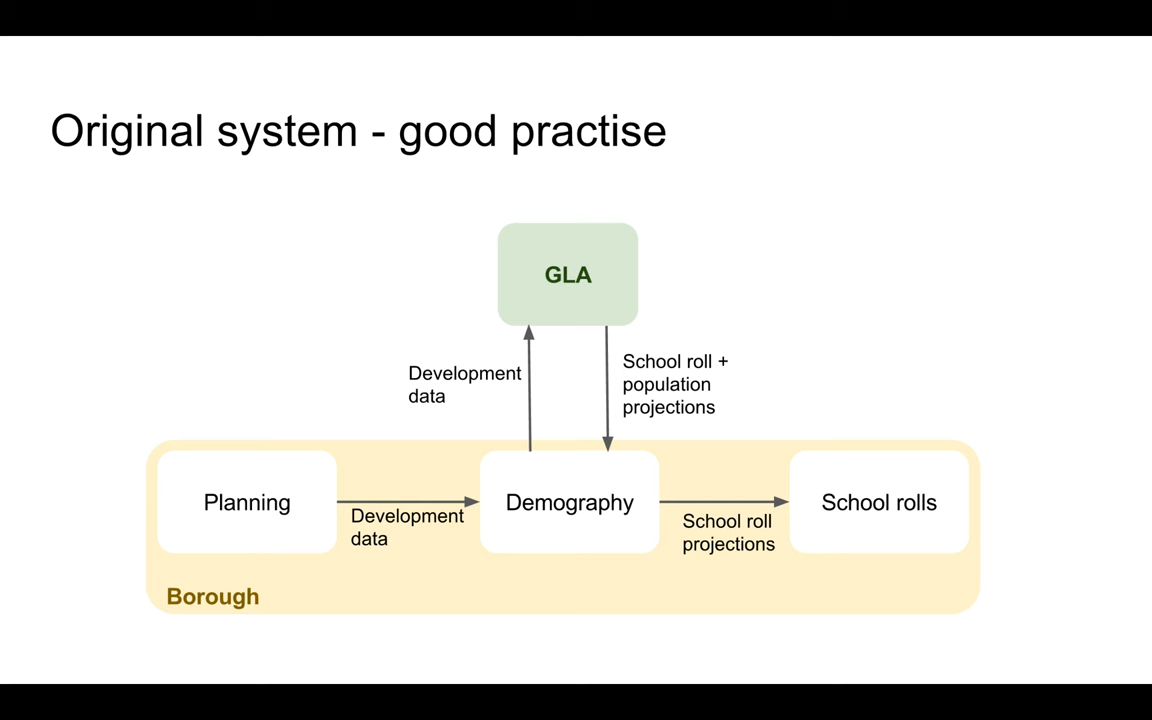 Original system - good practise
GLA
Development
data
School roll +
population
projections
Planning
Development
data
Demography
School roll
projections
School rolls
Borough